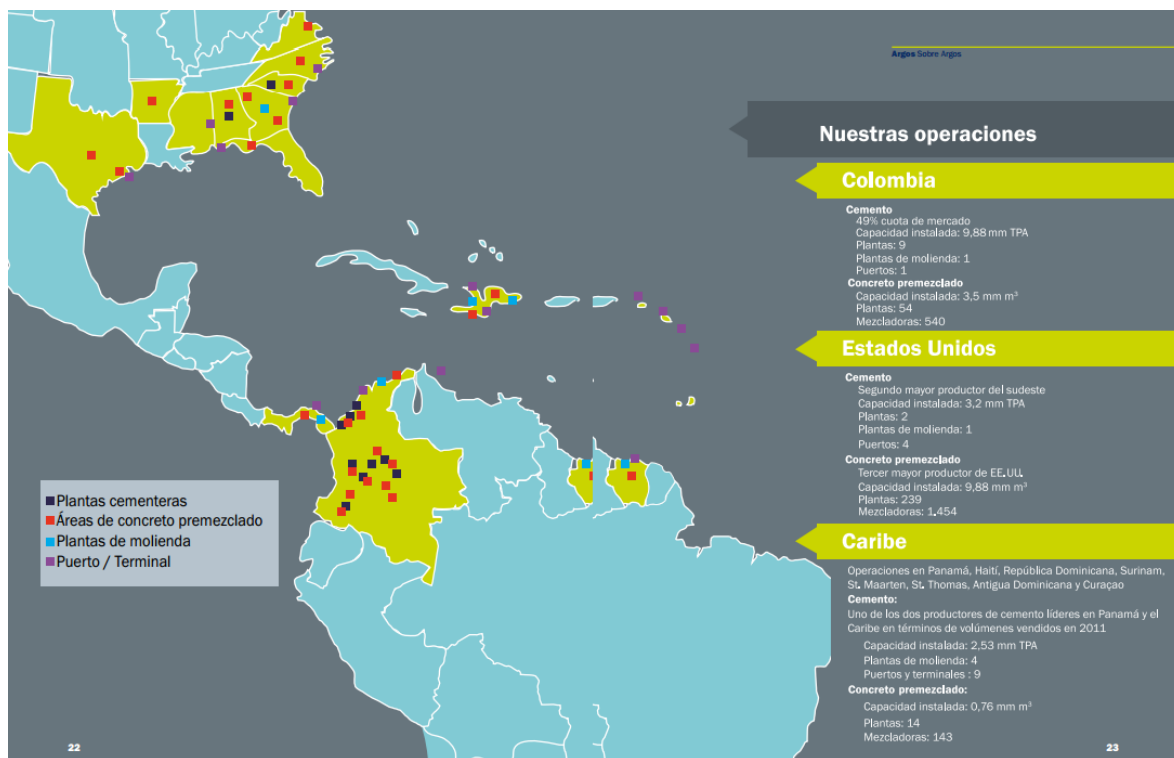 Argos Sobre Argos
Nuestras operaciones
Colombia
Cemento
49% cuota de mercado
Capacidad instalada: 9,88 mm TPA
Plantas: 9
Plantas de molienda: 1
Puertos: 1
Concreto premezclado
Capacidad instalada: 3,5 mm m³
Plantas: 54
Mezcladoras: 540
Estados Unidos
Cemento
Segundo mayor productor del sudeste
Capacidad instalada: 3,2 mm TPA
Plantas: 2
Plantas de molienda: 1
Puertos: 4
Concreto premezclado
Tercer mayor productor de EE.UU.
Capacidad instalada: 9,88 mm m³
Plantas: 239
Mezcladoras: 1.454
Caribe
Operaciones en Panamá, Haití, República Dominicana, Surinam,
St. Maarten, St. Thomas, Antigua Dominicana y Curaçao
Cemento:
Uno de los dos productores de cemento líderes en Panamá y el
Caribe en términos de volúmenes vendidos en 2011
Capacidad instalada: 2,53 mm TPA
Plantas de molienda: 4
Puertos y terminales : 9
Concreto premezclado:
Capacidad instalada: 0,76 mm m³
Plantas: 14
Mezcladoras: 143
Plantas cementeras
Áreas de concreto premezclado
Plantas de molienda
Puerto / Terminal
22
23